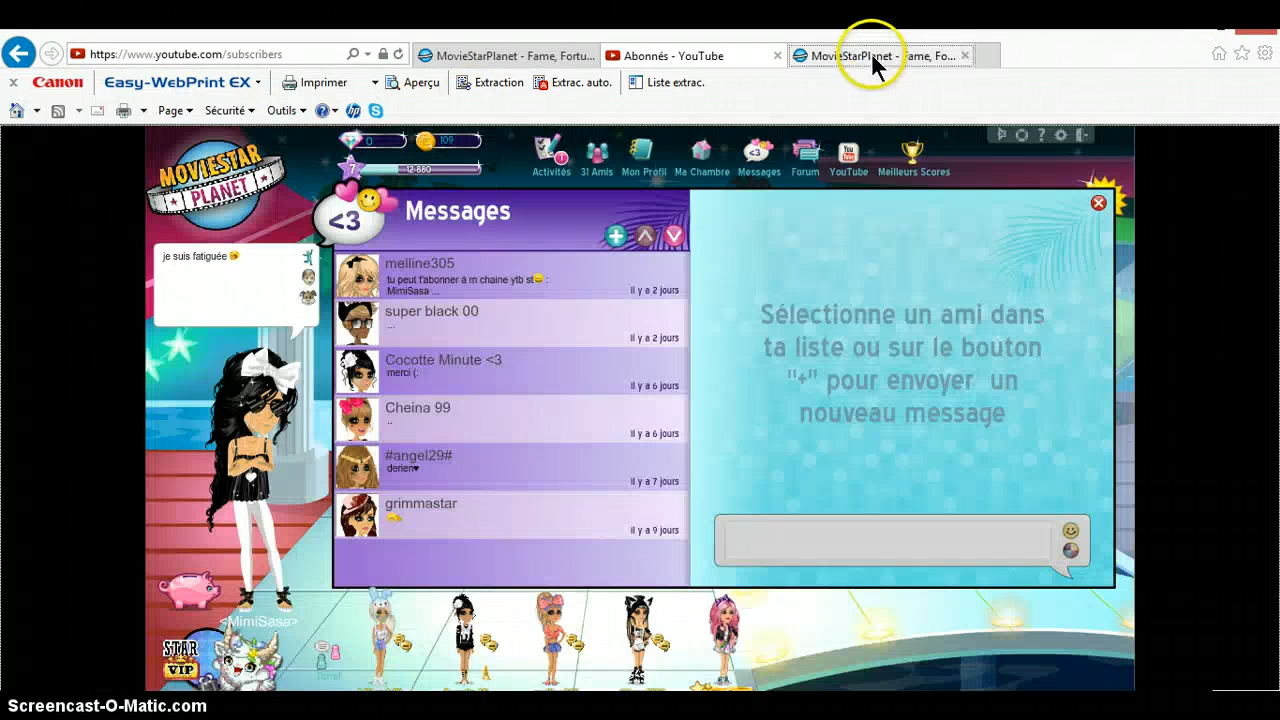 https://www.youtube.com/subscribers
MovieStarPlanet - Fame, Fortu...
Abonnés - YouTube
MovieStarPlanet - Fame, Fo...
Canon
Easy-WebPrint EX
Imprimer
Aperçu
Extraction
Extrac. auto.
Liste extrac.
Page
Sécurité
Outils
MOVIESTAR
PLANET
0
109
7
12 880
Activités
31 Amis
Mon Profil
Ma Chambre
<3
Messages
Forum
You
Tube
YouTube
Meilleurs Scores
<3
Messages
je suis fatiguée
melline305
tu peut t'abonner à m chaine ytb st :
MimiSasa ...
Il y a 2 jours
super black 00
...
Il y a 2 jours
Cocotte Minute <3
merci (:
Il y a 6 jours
Cheina 99
..
Il y a 6 jours
#angel29#
derien♥
Il y a 7 jours
grimmastar
Il y a 9 jours
Sélectionne un ami dans
ta liste ou sur le bouton
"+" pour envoyer un
nouveau message
<MimiSasa>
STAR
VIP
Screencast-O-Matic.com